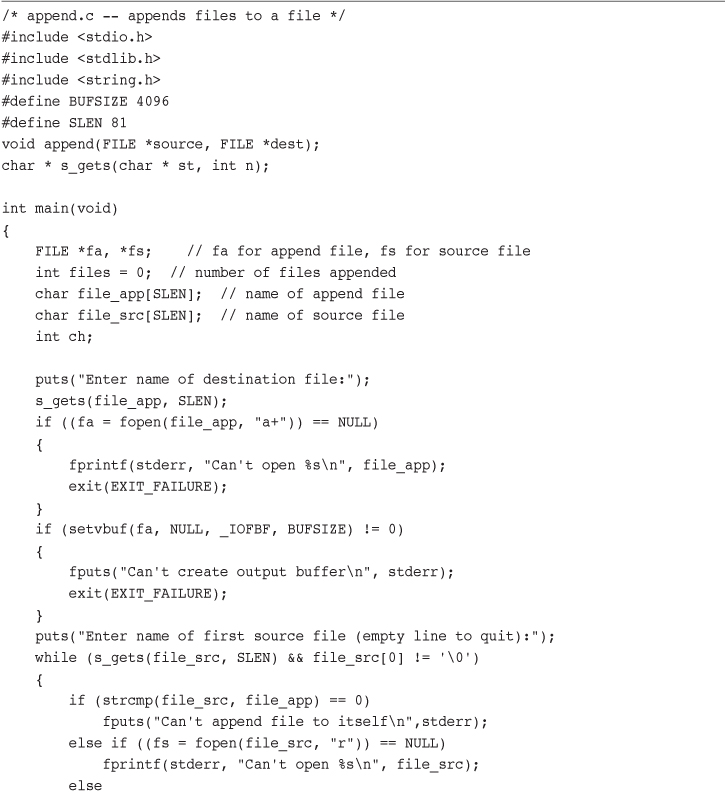 /* append.c -- appends files to a file */
#include <stdio.h>
#include <stdlib.h>
#include <string.h>
#define BUFSIZE 4096
#define SLEN 81
void append(FILE *source, FILE *dest);
char * s_gets(char * st, int n);

int main(void)
{
    FILE *fa, *fs;    // fa for append file, fs for source file
    int files = 0;  // number of files appended
    char file_app[SLEN];  // name of append file
    char file_src[SLEN];  // name of source file
    int ch;

    puts("Enter name of destination file:");
    s_gets(file_app, SLEN);
    if ((fa = fopen(file_app, "a+")) == NULL)
    {
        fprintf(stderr, "Can't open %s\n", file_app);
        exit(EXIT_FAILURE);
    }
    if (setvbuf(fa, NULL, _IOFBF, BUFSIZE) != 0)
    {
        fputs("Can't create output buffer\n", stderr);
        exit(EXIT_FAILURE);
    }
    puts("Enter name of first source file (empty line to quit):");
    while (s_gets(file_src, SLEN) && file_src[0] != '\0')
    {
        if (strcmp(file_src, file_app) == 0)
            fputs("Can't append file to itself\n",stderr);
        else if ((fs = fopen(file_src, "r")) == NULL)
            fprintf(stderr, "Can't open %s\n", file_src);
        else